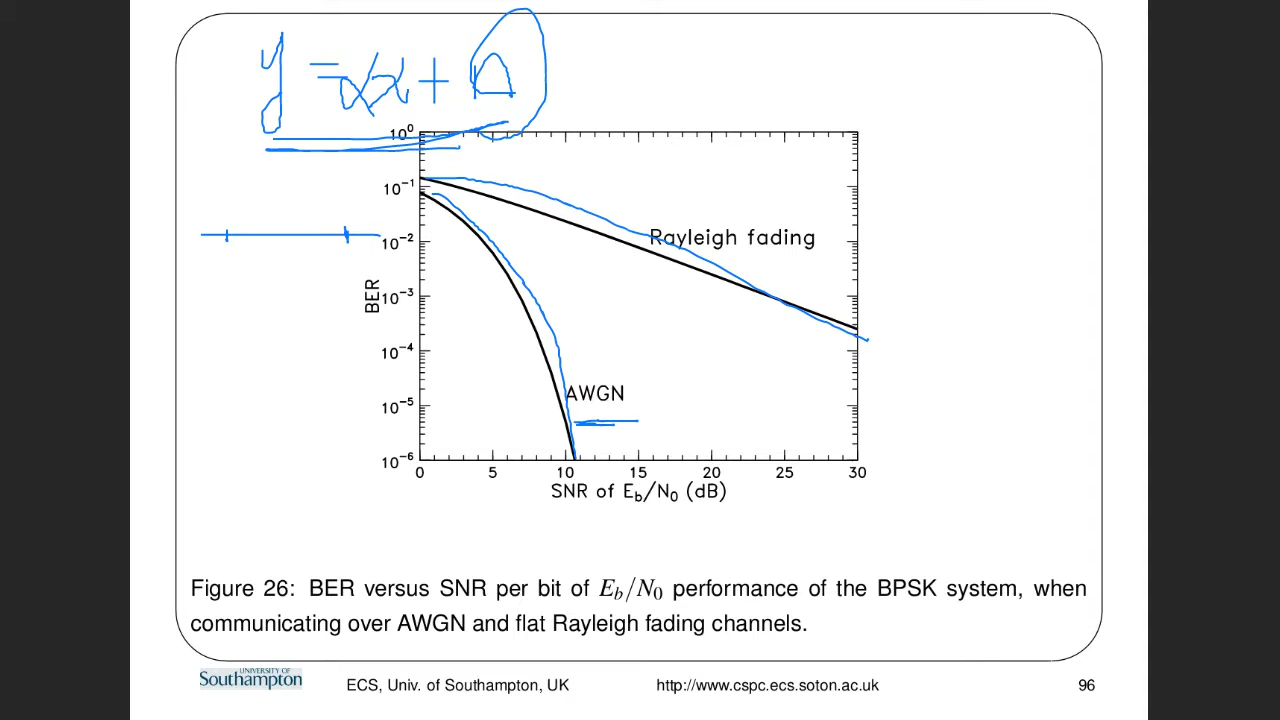 y = αx + n
10⁰
10⁻¹
10⁻²
10⁻³
10⁻⁴
10⁻⁵
10⁻⁶
BER
Rayleigh fading
AWGN
0 5 10 15 20 25 30
SNR of E_b/N_0 (dB)
Figure 26: BER versus SNR per bit of E_b/N_0 performance of the BPSK system, when
communicating over AWGN and flat Rayleigh fading channels.
UNIVERSITY OF
Southampton
ECS, Univ. of Southampton, UK http://www.cspc.ecs.soton.ac.uk 96